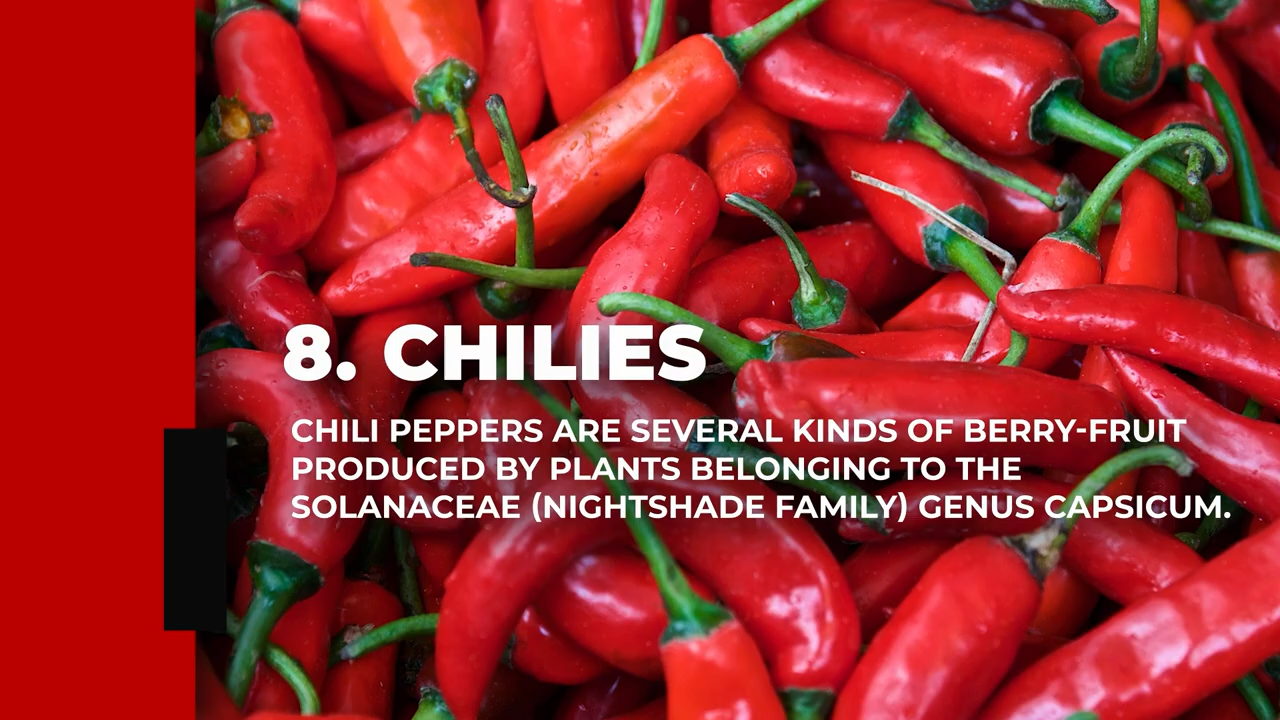 8. CHILIES
CHILI PEPPERS ARE SEVERAL KINDS OF BERRY-FRUIT
PRODUCED BY PLANTS BELONGING TO THE
SOLANACEAE (NIGHTSHADE FAMILY) GENUS CAPSICUM.